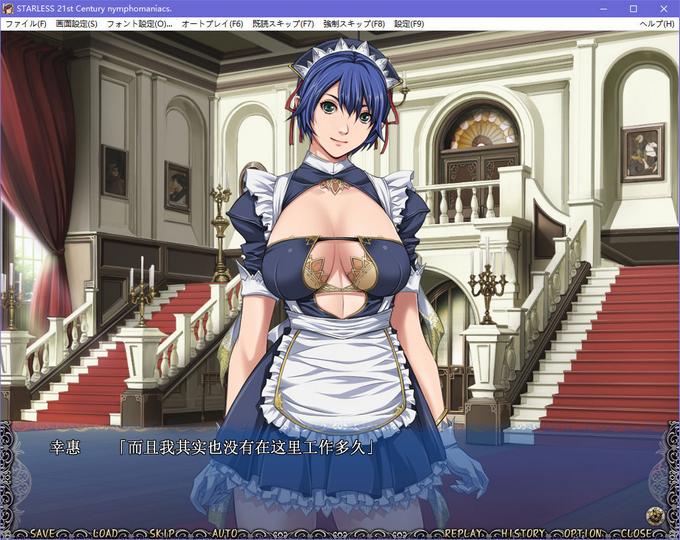 STARLESS 21st Century nymphomaniacs.
ファイル(F) 画面設定(S) フォント設定(O)... オートプレイ(F6) 既読スキップ(F7) 強制スキップ(F8) 設定(F9) ヘルプ(H)
幸惠 「而且我其实也没有在这里工作多久」
SAVE LOAD SKIP AUTO REPLAY HISTORY OPTION CLOSE